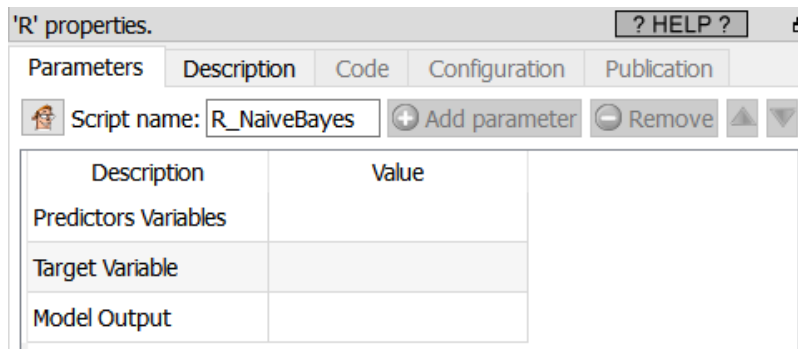 'R' properties.
? HELP ?
Parameters Description Code Configuration Publication
Script name: R_NaiveBayes Add parameter Remove
Description Value
Predictors Variables
Target Variable
Model Output